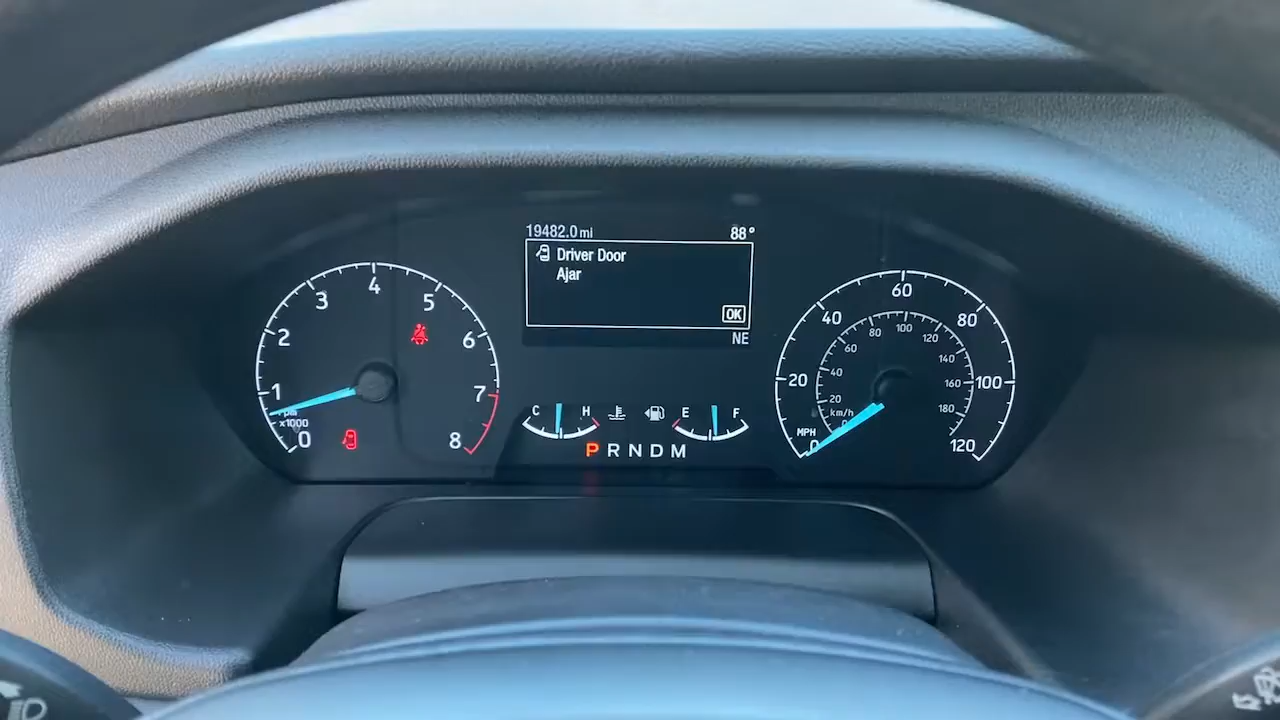 19482.0 mi 88°
Driver Door
Ajar
OK
NE
0 1 2 3 4 5 6 7 8
x1000
C H
E F
P R N D M
0 20 40 60 80 100 120
MPH
20 40 60 80 100 120 140 160 180
km/h